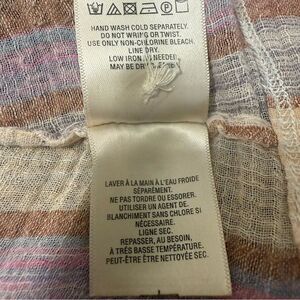 HAND WASH COLD SEPARATELY.
DO NOT WRING OR TWIST.
USE ONLY NON-CHLORINE BLEACH.
LINE DRY.
LOW IRON AS NEEDED.
MAY BE DRY
LAVER À LA MAIN À L'EAU FROIDE
SÉPARÉMENT.
NE PAS TORDRE OU ESSORER.
UTILISER UN AGENT DE
BLANCHIMENT SANS CHLORE SI
NÉCESSAIRE.
LIGNE SEC.
REPASSER, AU BESOIN,
À TRÈS BASSE TEMPÉRATURE.
PEUT-ÊTRE ÊTRE NETTOYÉE SEC.